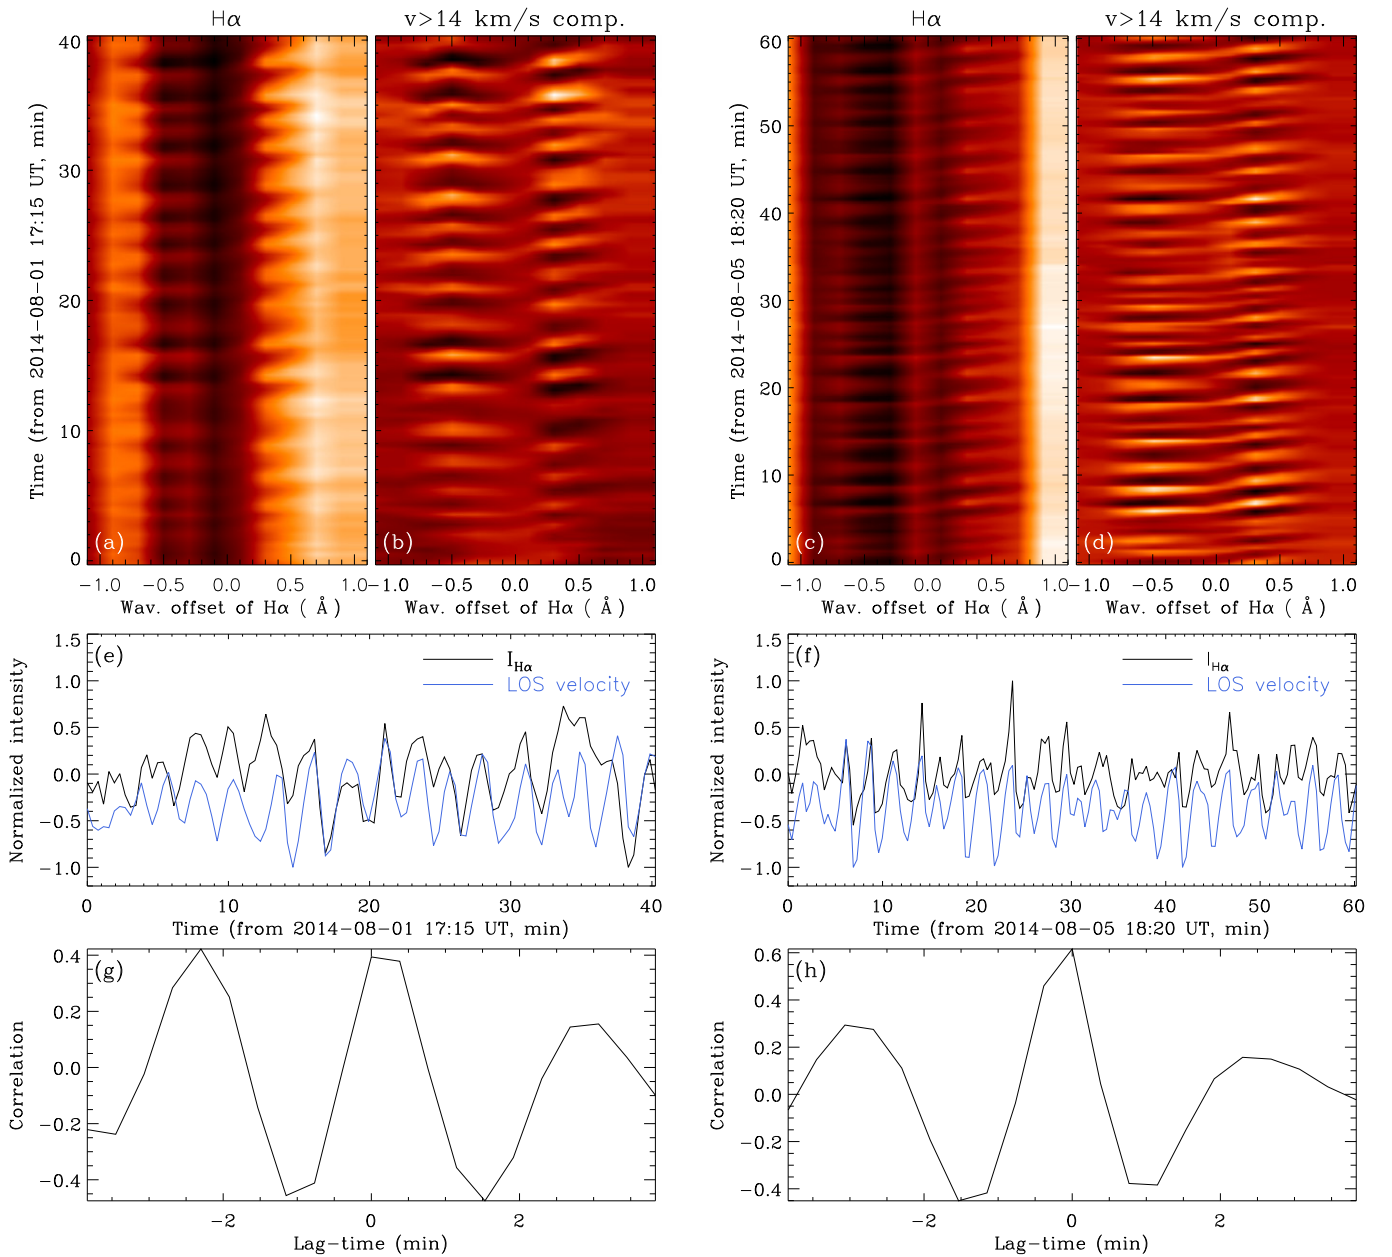 Hα
v>14 km/s comp.
Hα
v>14 km/s comp.
Time (from 2014-08-01 17:15 UT, min)
40
30
20
10
0
(a)
(b)
-1.0 -0.5 0.0 0.5 1.0
-1.0 -0.5 0.0 0.5 1.0
Wav. offset of Hα ( Å )
Wav. offset of Hα ( Å )
Time (from 2014-08-05 18:20 UT, min)
60
50
40
30
20
10
0
(c)
(d)
-1.0 -0.5 0.0 0.5 1.0
-1.0 -0.5 0.0 0.5 1.0
Wav. offset of Hα ( Å )
Wav. offset of Hα ( Å )
Normalized intensity
1.5
1.0
0.5
0.0
-0.5
-1.0
(e)
IHα
LOS velocity
0 10 20 30 40
Time (from 2014-08-01 17:15 UT, min)
Normalized intensity
1.5
1.0
0.5
0.0
-0.5
-1.0
(f)
IHα
LOS velocity
0 10 20 30 40 50 60
Time (from 2014-08-05 18:20 UT, min)
Correlation
0.4
0.2
0.0
-0.2
-0.4
(g)
-2 0 2
Lag-time (min)
Correlation
0.6
0.4
0.2
0.0
-0.2
-0.4
(h)
-2 0 2
Lag-time (min)